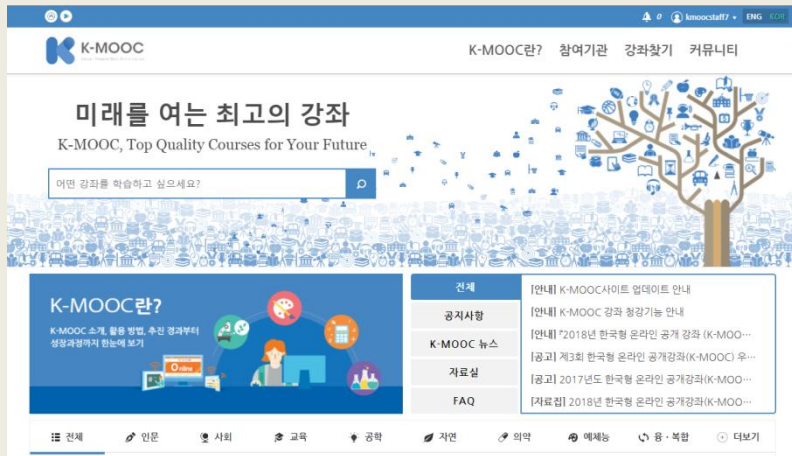 0 kmoocstaff7 ENG KOR
K-MOOC
K-MOOC란? 참여기관 강좌찾기 커뮤니티
미래를 여는 최고의 강좌
K-MOOC, Top Quality Courses for Your Future
어떤 강좌를 학습하고 싶으세요?
K-MOOC란?
K-MOOC 소개, 활용 방법, 추진 경과부터
성장과정까지 한눈에 보기
Online
전체
공지사항
K-MOOC 뉴스
자료실
FAQ
[안내] K-MOOC사이트 업데이트 안내
[안내] K-MOOC 강좌 청강기능 안내
[안내] 『2018년 한국형 온라인 공개 강좌 (K-MOO…
[공고] 제3회 한국형 온라인 공개강좌(K-MOOC) 우…
[공고] 2017년도 한국형 온라인 공개강좌(K-MOO…
[자료집] 2018년 한국형 온라인 공개강좌(K-MOO…
전체 인문 사회 교육 공학 자연 의약 예체능 융·복합 더보기